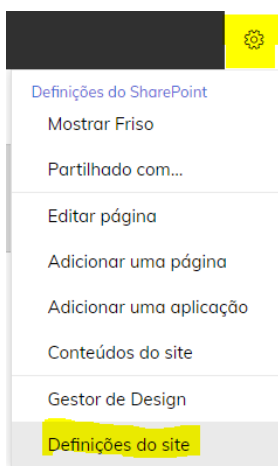 Definições do SharePoint
Mostrar Friso
Partilhado com...
Editar página
Adicionar uma página
Adicionar uma aplicação
Conteúdos do site
Gestor de Design
Definições do site